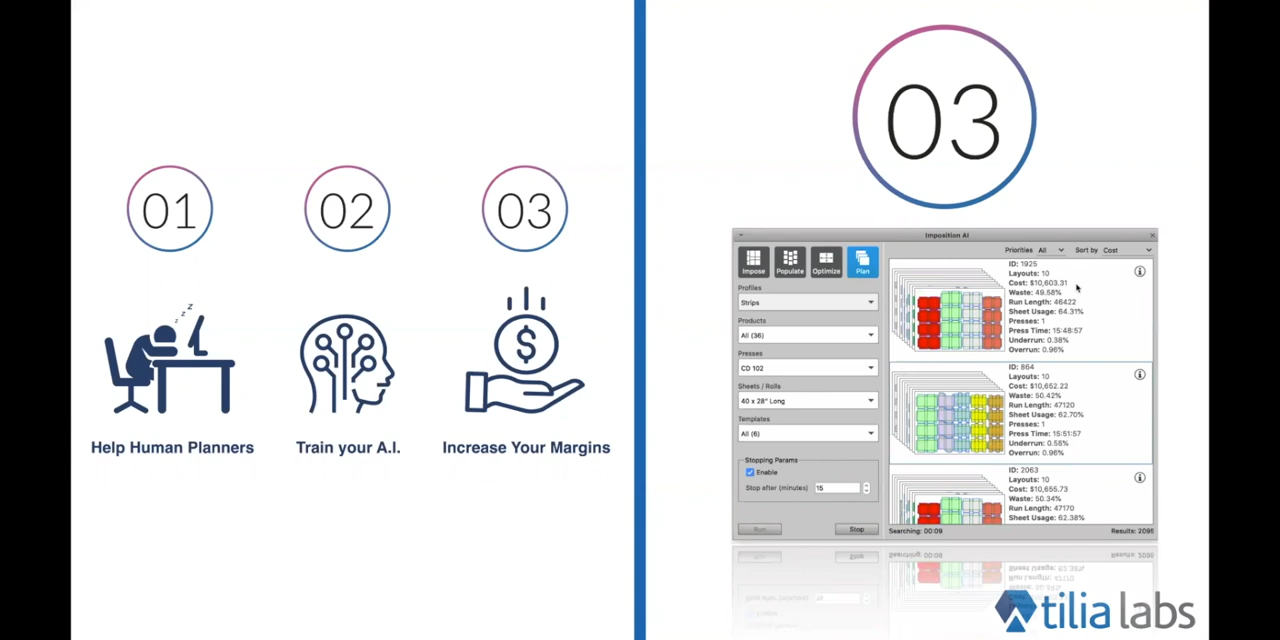 01
02
03
Help Human Planners
Train your A.I.
Increase Your Margins
03
Imposition AI
Impose
Populate
Optimize
Plan
Profiles
Strips
Products
All (36)
Presses
CD 102
Sheets / Rolls
40 x 28" Long
Templates
All (6)
Stopping Params
Enable
Stop after (minutes) 15
Run
Stop
Priorities All Sort by Cost
ID: 1925
Layouts: 10
Cost: $10,603.31
Waste: 49.58%
Run Length: 46422
Sheet Usage: 64.31%
Presses: 1
Press Time: 15:48:57
Underrun: 0.38%
Overrun: 0.96%
ID: 864
Layouts: 10
Cost: $10,652.22
Waste: 50.42%
Run Length: 47120
Sheet Usage: 62.70%
Presses: 1
Press Time: 15:51:57
Underrun: 0.58%
Overrun: 0.96%
ID: 2063
Layouts: 10
Cost: $10,655.73
Waste: 50.34%
Run Length: 47170
Sheet Usage: 62.38%
Searching: 00:09
Results: 2095
tilia labs